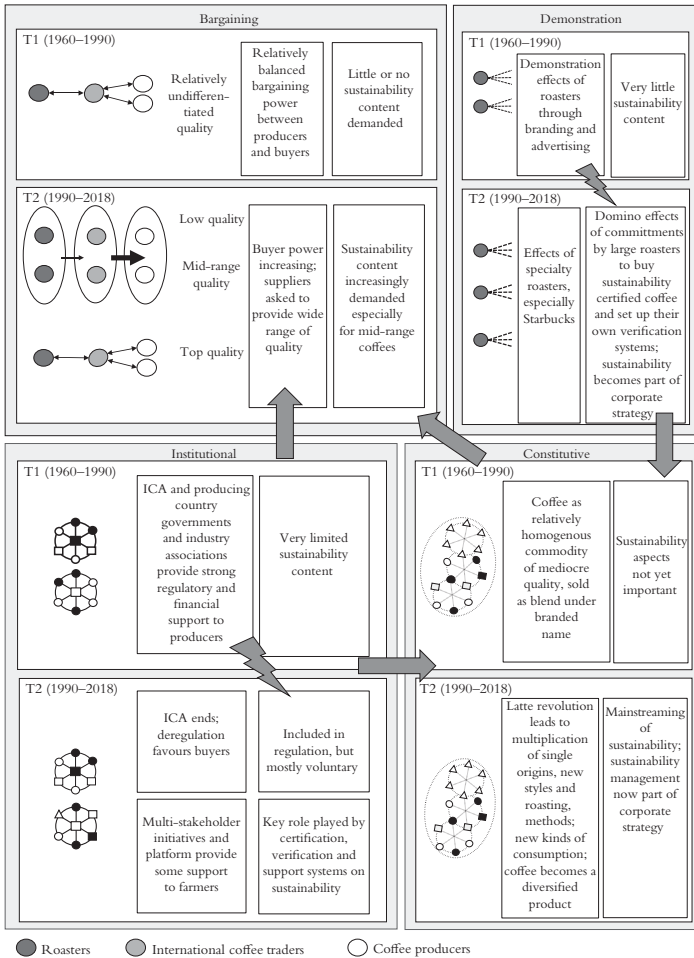 Bargaining
T1 (1960–1990)
Relatively
undifferen-
tiated
quality
Relatively
balanced
bargaining
power
between
producers
and buyers
Little or no
sustainability
content
demanded
T2 (1990–2018)
Low quality
Mid-range
quality
Top quality
Buyer power
increasing;
suppliers
asked to
provide wide
range of
quality
Sustainability
content
increasingly
demanded
especially
for mid-range
coffees
Demonstration
T1 (1960–1990)
Demonstration
effects of
roasters
through
branding and
advertising
Very little
sustainability
content
T2 (1990–2018)
Effects of
specialty
roasters,
especially
Starbucks
Domino effects
of committments
by large roasters
to buy
sustainability
certified coffee
and set up their
own verification
systems;
sustainability
becomes part of
corporate
strategy
Institutional
T1 (1960–1990)
ICA and producing
country
governments
and industry
associations
provide strong
regulatory and
financial
support to
producers
Very limited
sustainability
content
T2 (1990–2018)
ICA ends;
deregulation
favours buyers
Included in
regulation, but
mostly voluntary
Multi-stakeholder
initiatives and
platform provide
some support
to farmers
Key role played by
certification,
verification and
support systems on
sustainability
Constitutive
T1 (1960–1990)
Coffee as
relatively
homogenous
commodity
of mediocre
quality, sold
as blend under
branded
name
Sustainability
aspects
not yet
important
T2 (1990–2018)
Latte revolution
leads to
multiplication
of single
origins, new
styles and
roasting,
methods;
new kinds of
consumption;
coffee becomes a
diversified
product
Mainstreaming
of
sustainability;
sustainability
management
now part of
corporate
strategy
Roasters
International coffee traders
Coffee producers